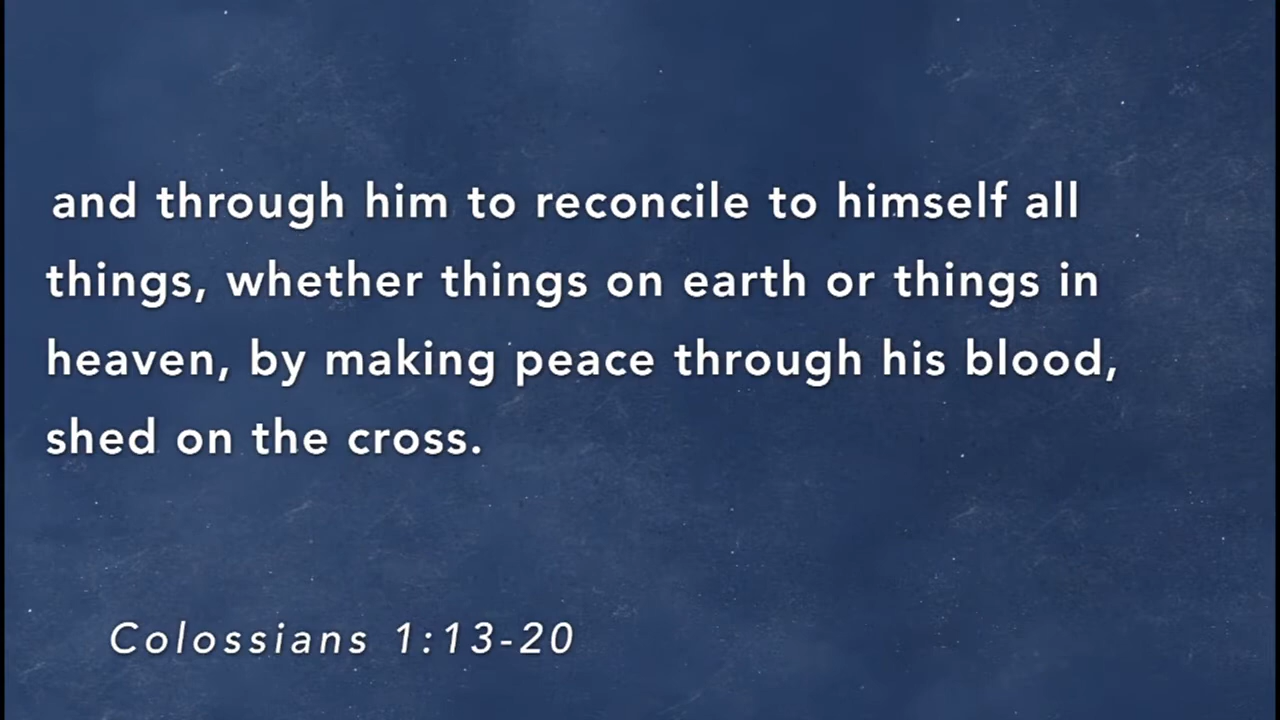 and through him to reconcile to himself all
things, whether things on earth or things in
heaven, by making peace through his blood,
shed on the cross.
Colossians 1:13-20